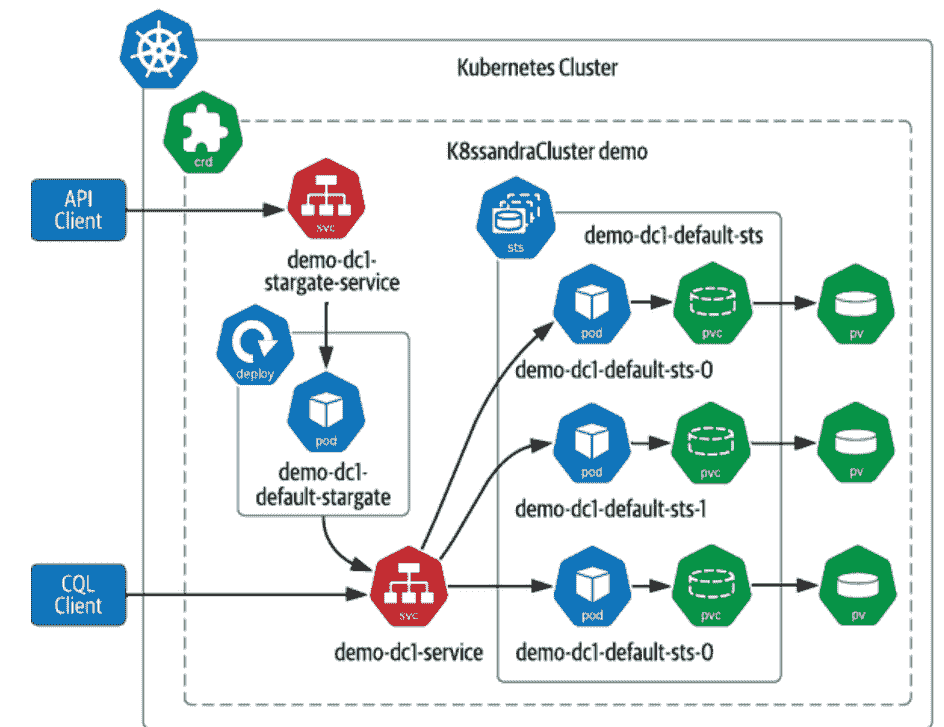 Kubernetes Cluster
crd
K8ssandraCluster demo
API
Client
svc
demo-dc1-
stargate-service
sts
demo-dc1-default-sts
pod
pvc
pv
demo-dc1-default-sts-0
deploy
pod
demo-dc1-
default-stargate
pod
pvc
pv
demo-dc1-default-sts-1
CQL
Client
svc
demo-dc1-service
pod
pvc
pv
demo-dc1-default-sts-0